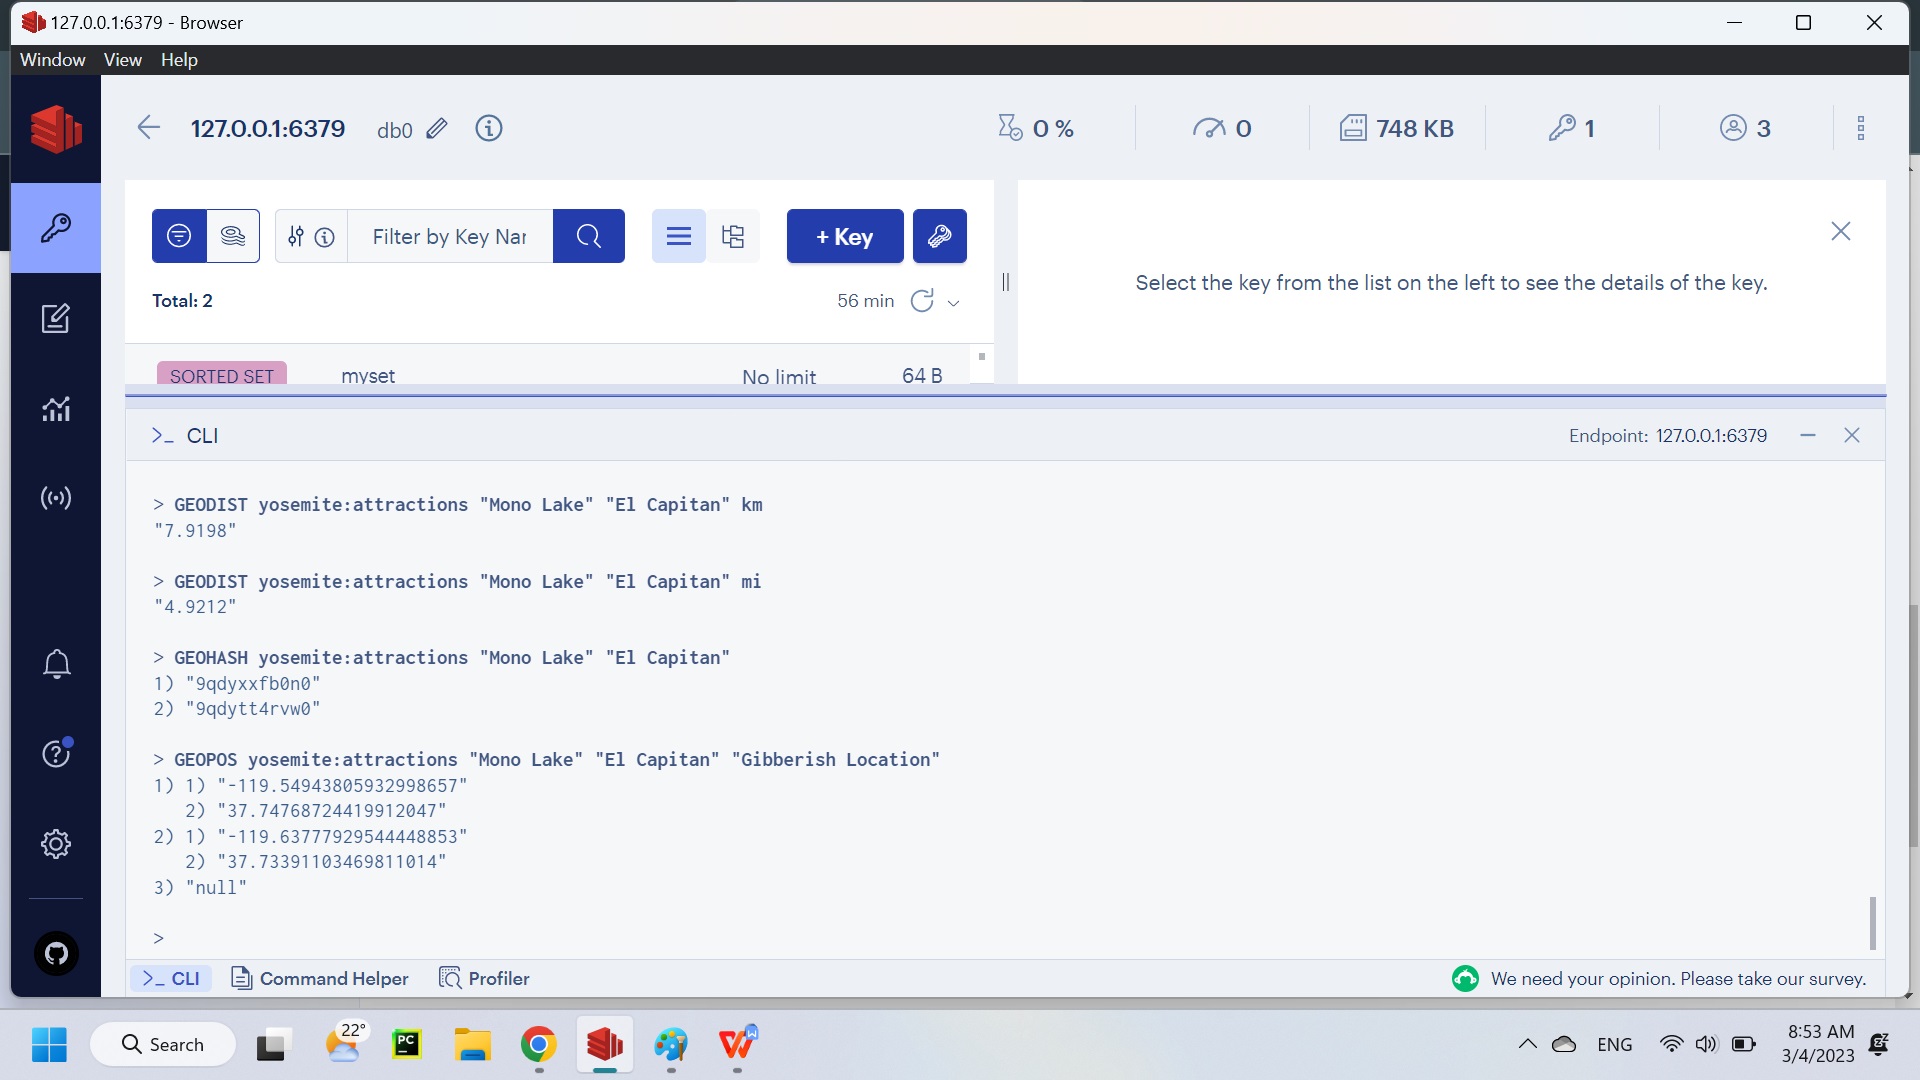 127.0.0.1:6379 - Browser
Window View Help
127.0.0.1:6379 db0 0 % 0 748 KB 1 3
Filter by Key Nar + Key
Total: 2 56 min
Select the key from the list on the left to see the details of the key.
SORTED SET myset No limit 64 B
>_ CLI Endpoint: 127.0.0.1:6379
> GEODIST yosemite:attractions "Mono Lake" "El Capitan" km
"7.9198"
> GEODIST yosemite:attractions "Mono Lake" "El Capitan" mi
"4.9212"
> GEOHASH yosemite:attractions "Mono Lake" "El Capitan"
1) "9qdyxxfb0n0"
2) "9qdytt4rvw0"
> GEOPOS yosemite:attractions "Mono Lake" "El Capitan" "Gibberish Location"
1) 1) "-119.54943805932998657"
2) "37.74768724419912047"
2) 1) "-119.63777929544448853"
2) "37.73391103469811014"
3) "null"
>
>_ CLI Command Helper Profiler We need your opinion. Please take our survey.
Search 22° PC W ENG 8:53 AM
3/4/2023